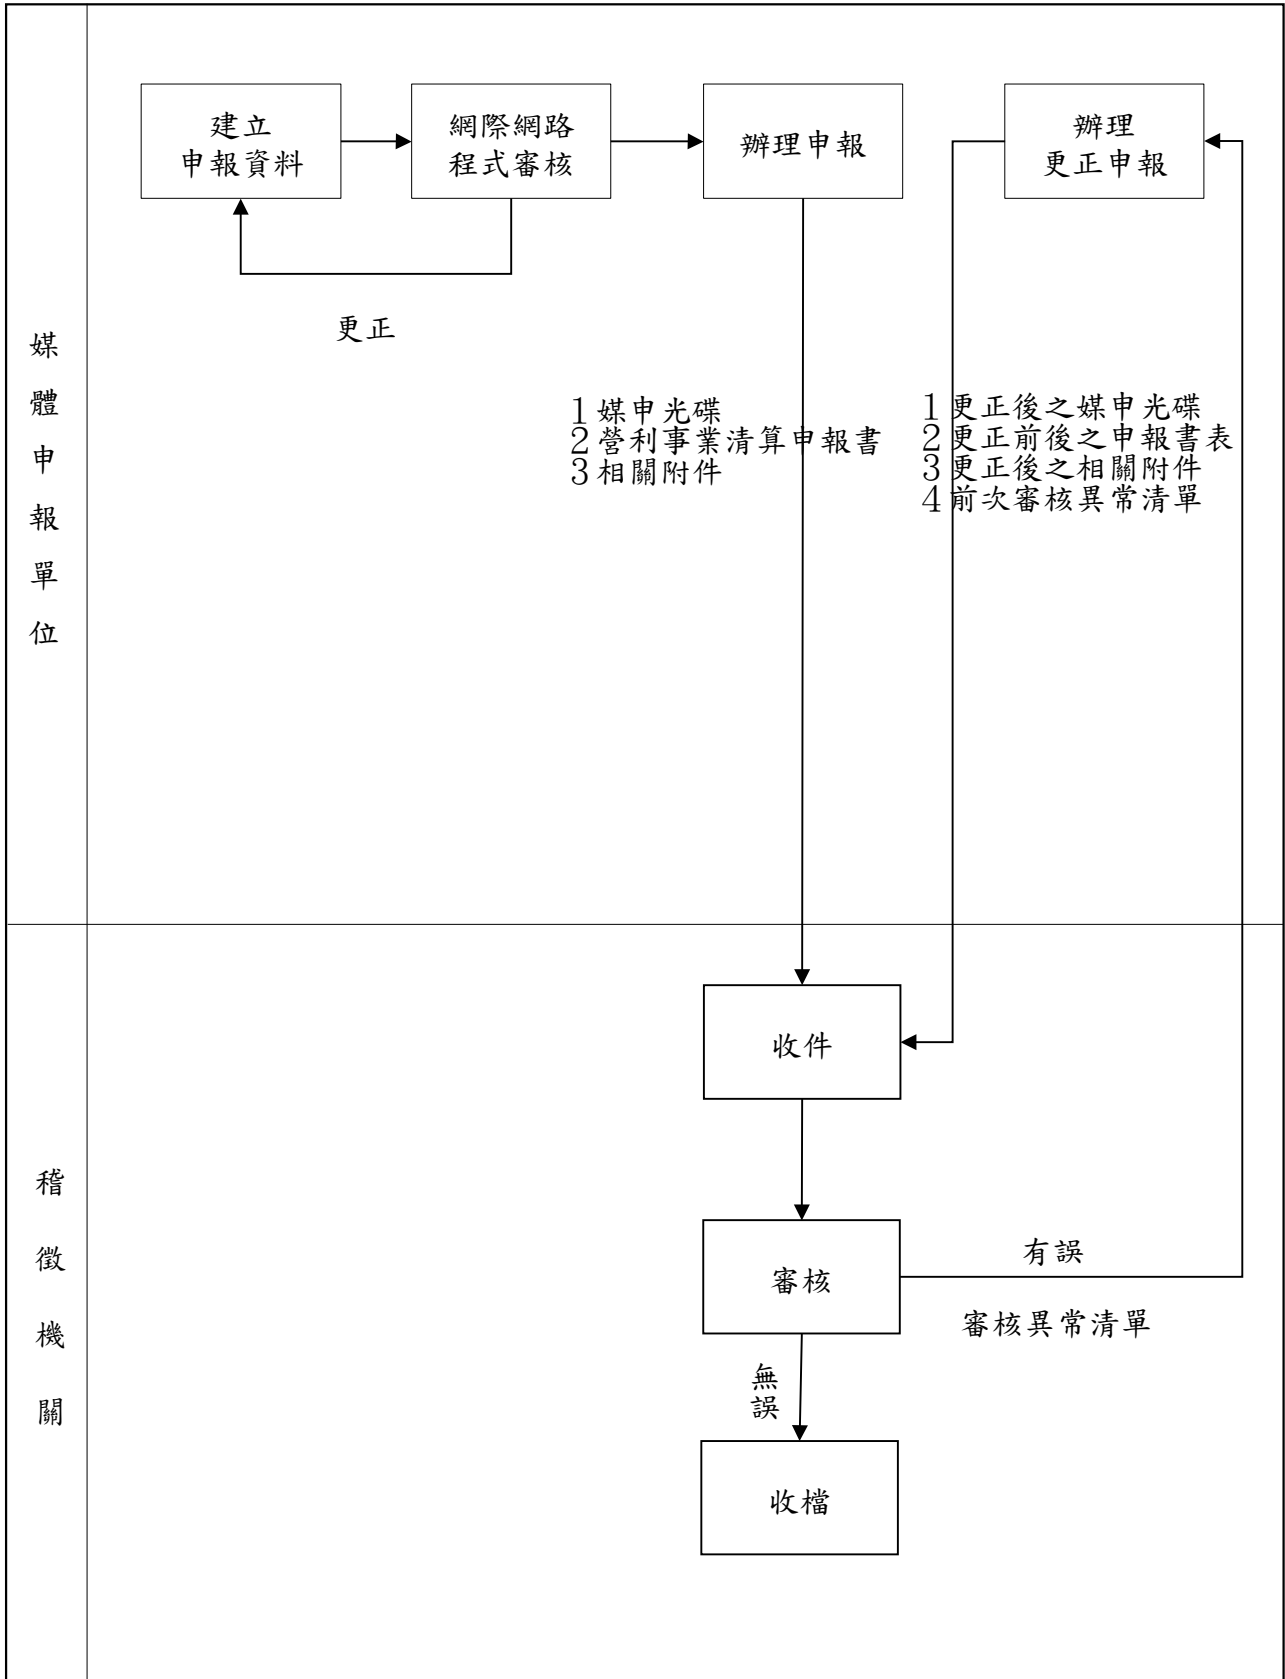 建立
申報資料
網際網路
程式審核
辦理申報
辦理
更正申報
更正
媒體申報單位
1媒申光碟
2營利事業清算申報書
3相關附件
1更正後之媒申光碟
2更正前後之申報書表
3更正後之相關附件
4前次審核異常清單
收件
稽徵機關
審核
有誤
審核異常清單
無誤
收檔